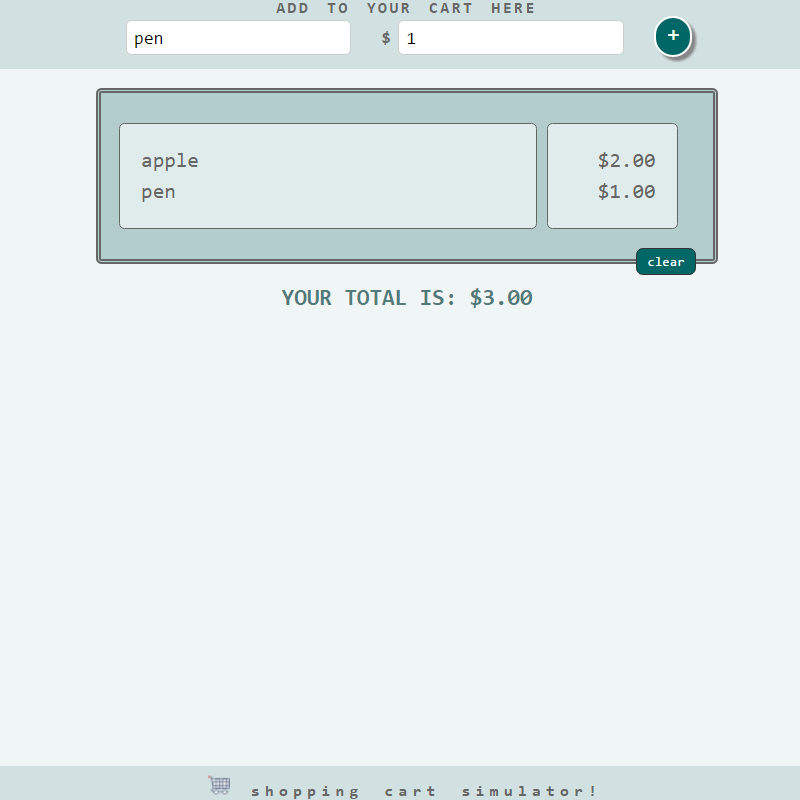 ADD TO YOUR CART HERE
pen $ 1 +
apple $2.00
pen $1.00
clear
YOUR TOTAL IS: $3.00
shopping cart simulator!